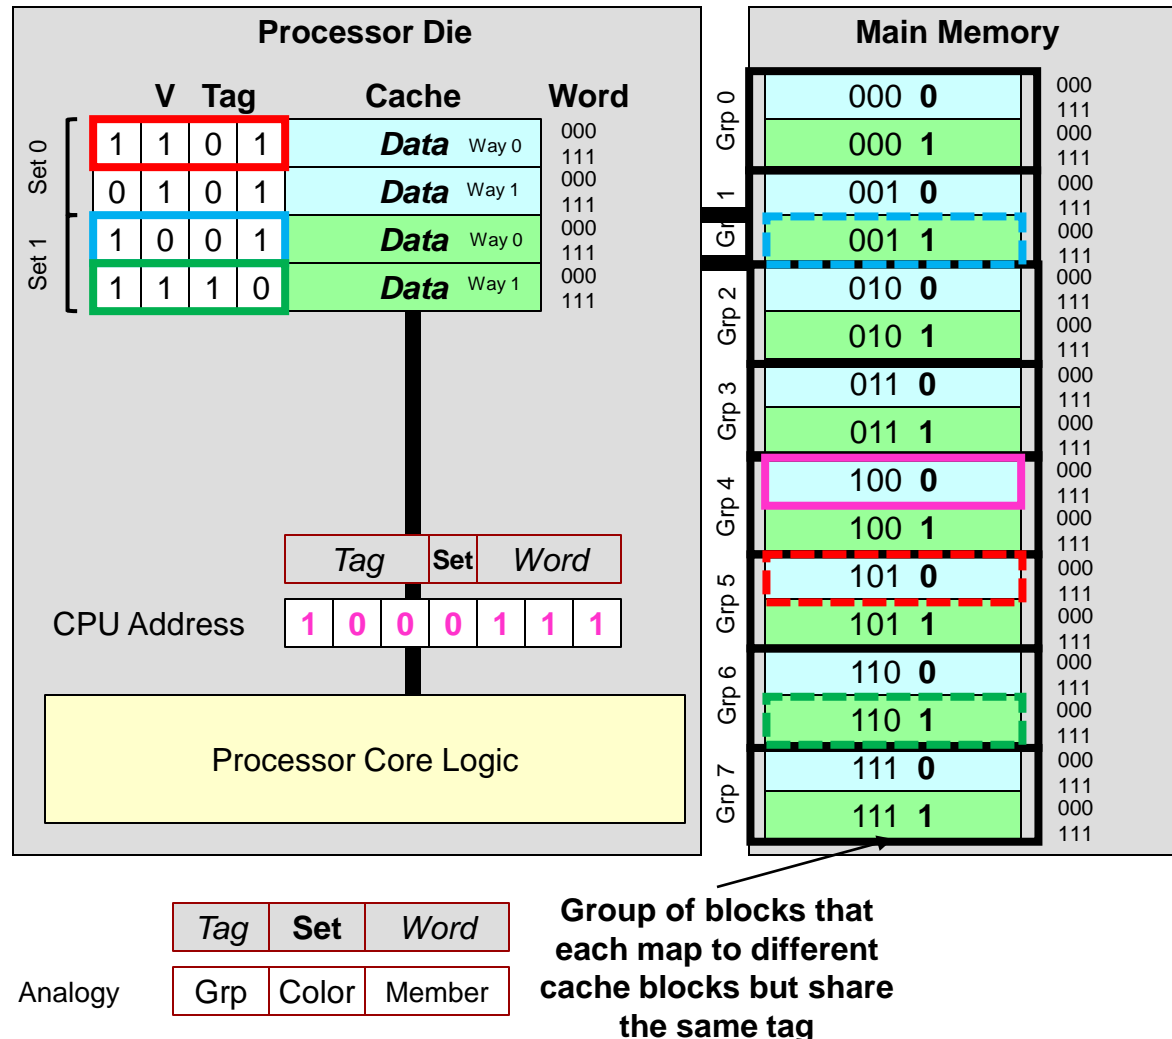 Processor Die
V Tag Cache Word
Set 0
1 1 0 1 Data Way 0 000
111
0 1 0 1 Data Way 1 000
111
Set 1
1 0 0 1 Data Way 0 000
111
1 1 1 0 Data Way 1 000
111
Tag Set Word
CPU Address 1 0 0 0 1 1 1
Processor Core Logic
Main Memory
Grp 0
000 0 000
111
000 1 000
111
Grp 1
001 0 000
111
001 1 000
111
Grp 2
010 0 000
111
010 1 000
111
Grp 3
011 0 000
111
011 1 000
111
Grp 4
100 0 000
111
100 1 000
111
Grp 5
101 0 000
111
101 1 000
111
Grp 6
110 0 000
111
110 1 000
111
Grp 7
111 0 000
111
111 1 000
111
Tag Set Word
Analogy Grp Color Member
Group of blocks that
each map to different
cache blocks but share
the same tag